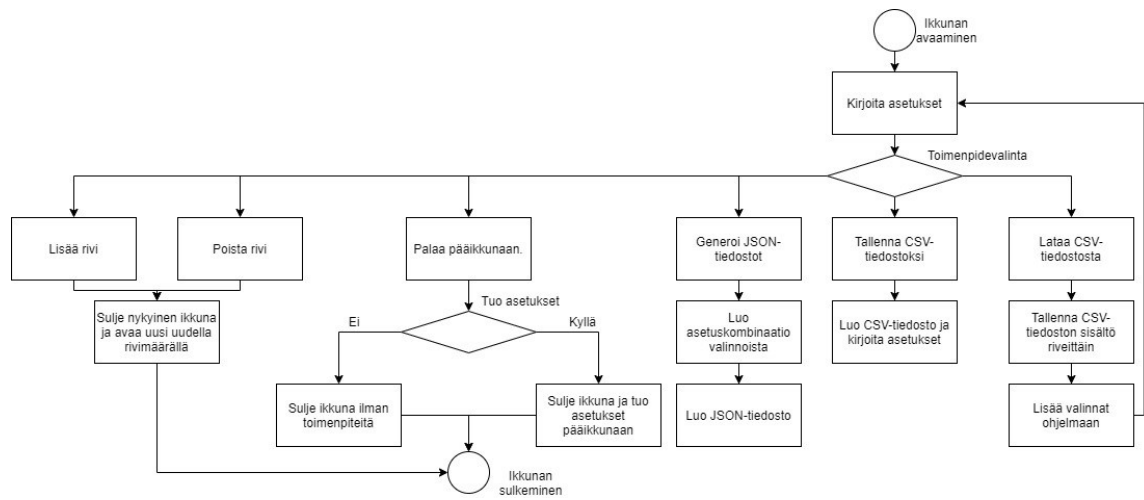 Ikkunan
avaaminen
Kirjoita asetukset
Toimenpidevalinta
Lisää rivi
Poista rivi
Palaa pääikkunaan.
Generoi JSON-
tiedostot
Tallenna CSV-
tiedostoksi
Lataa CSV-
tiedostosta
Sulje nykyinen ikkuna
ja avaa uusi uudella
rivimäärällä
Tuo asetukset
Ei
Kyllä
Luo
asetuskombinaatio
valinnoista
Luo CSV-tiedosto ja
kirjoita asetukset
Tallenna CSV-
tiedoston sisältö
riveittäin
Sulje ikkuna ilman
toimenpiteitä
Sulje ikkuna ja tuo
asetukset
pääikkunaan
Luo JSON-tiedosto
Lisää valinnat
ohjelmaan
Ikkunan
sulkeminen